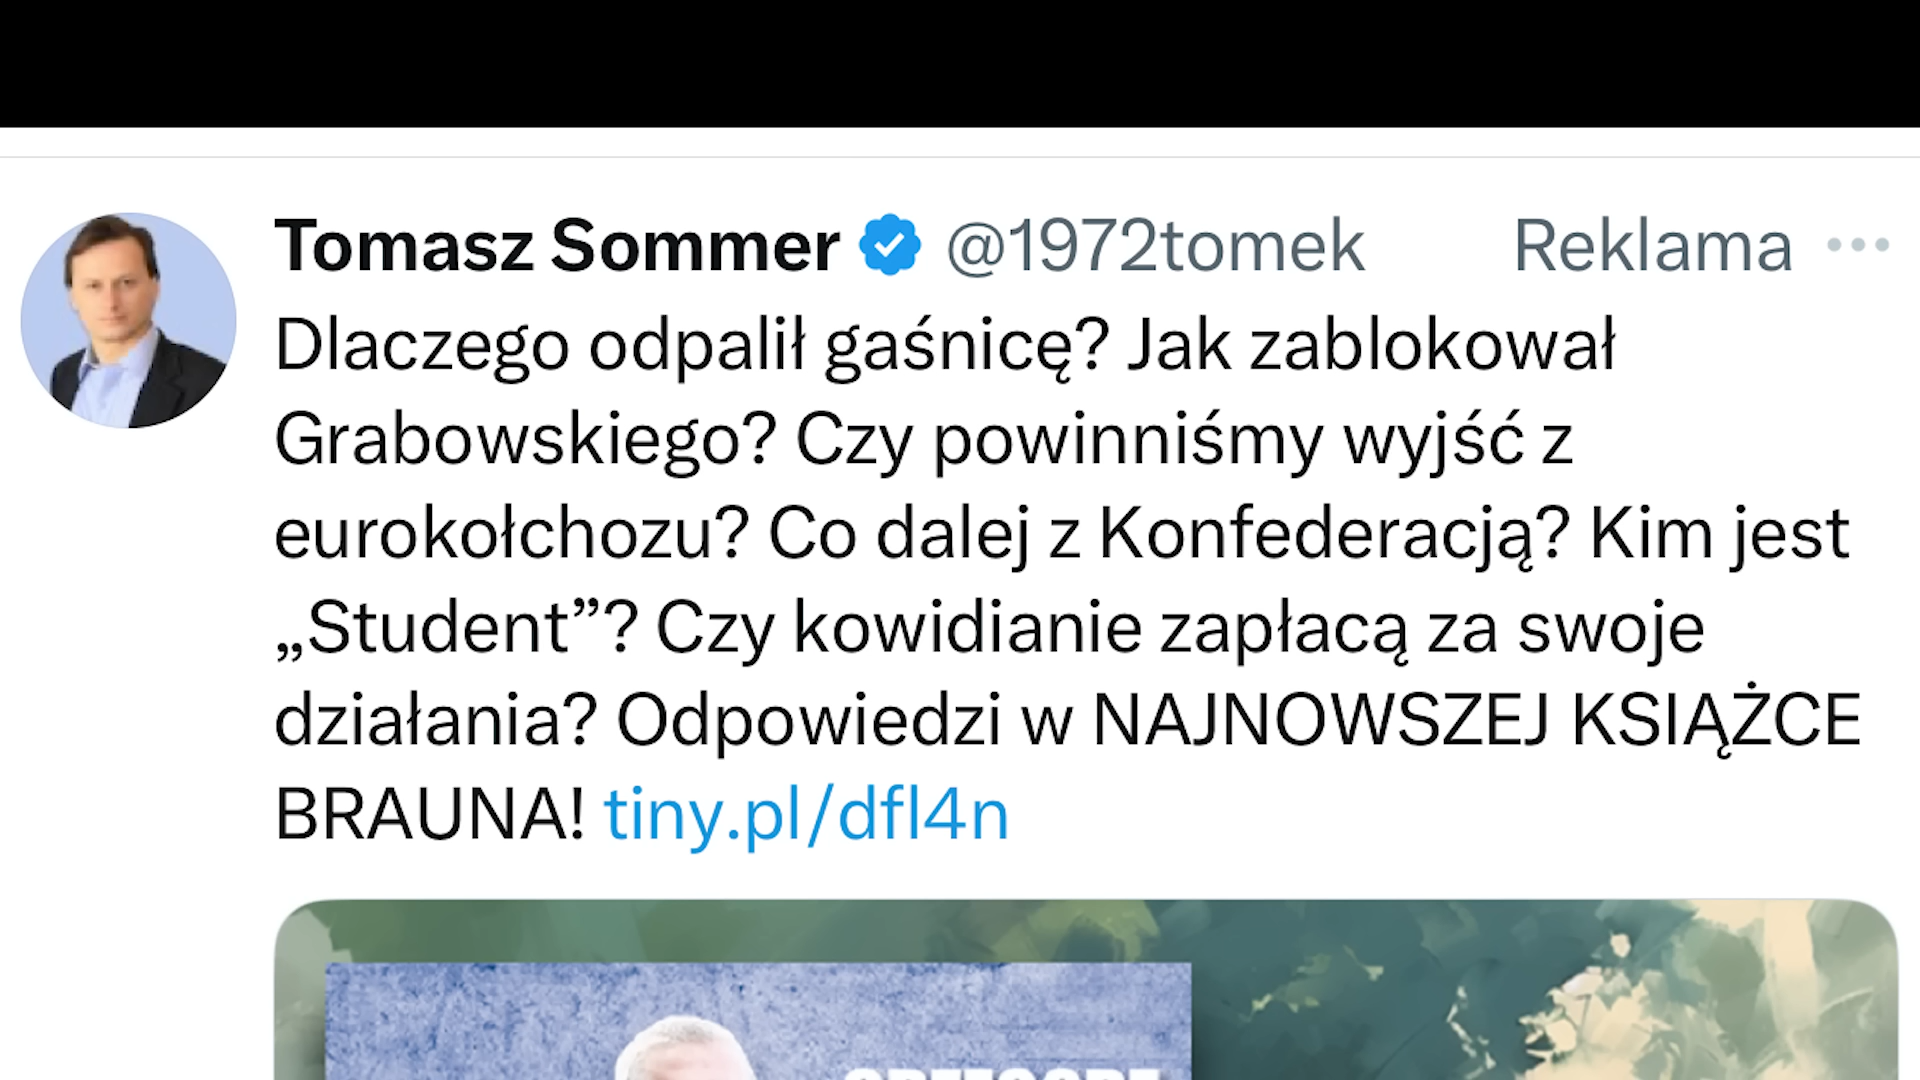 Tomasz Sommer @1972tomek Reklama
Dlaczego odpalił gaśnicę? Jak zablokował
Grabowskiego? Czy powinniśmy wyjść z
eurokołchozu? Co dalej z Konfederacją? Kim jest
„Student”? Czy kowidianie zapłacą za swoje
działania? Odpowiedzi w NAJNOWSZEJ KSIĄŻCE
BRAUNA! tiny.pl/dfl4n